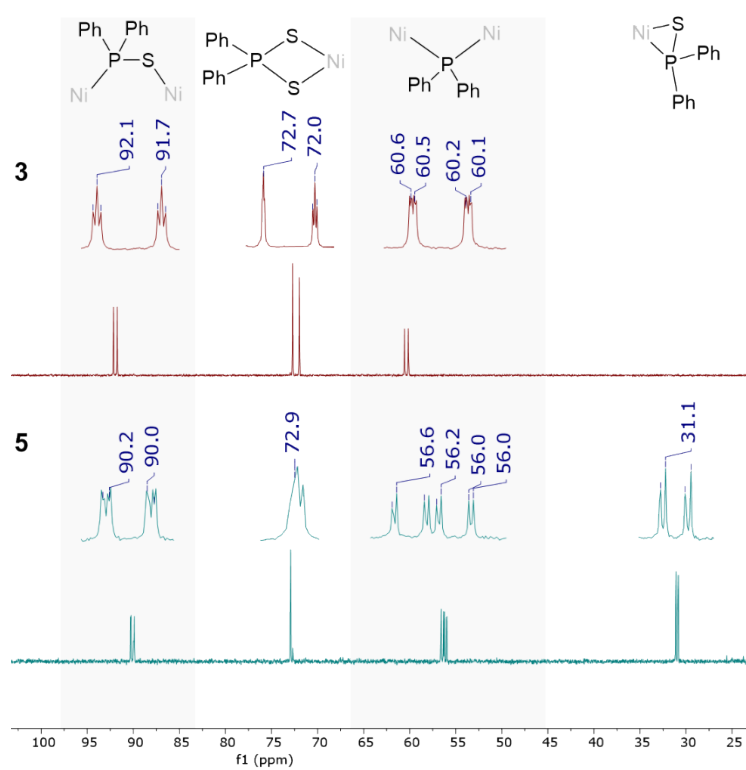 Ph
Ph
P
S
Ni
Ni
Ph
Ph
P
S
S
Ni
Ni
Ni
P
Ph
Ph
Ni
S
P
Ph
Ph
3
92.1
91.7
72.7
72.0
60.6
60.5
60.2
60.1
5
90.2
90.0
72.9
56.6
56.2
56.0
56.0
31.1
100 95 90 85 80 75 70 65 60 55 50 45 40 35 30 25
f1 (ppm)